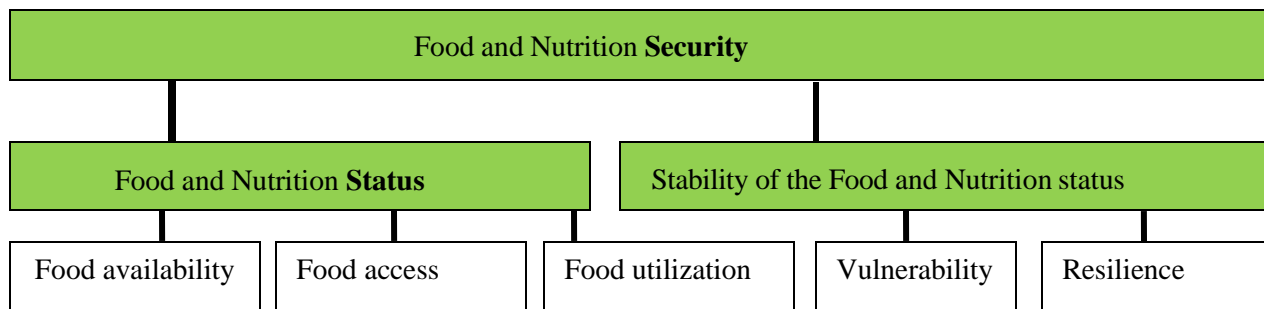 Food and Nutrition Security
Food and Nutrition Status
Stability of the Food and Nutrition status
Food availability
Food access
Food utilization
Vulnerability
Resilience